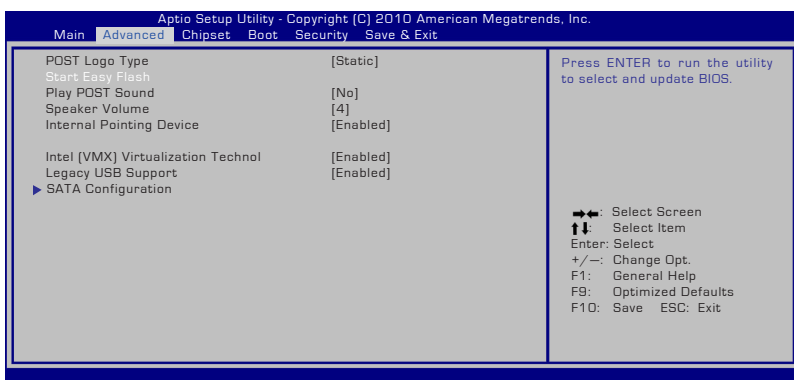 Aptio Setup Utility - Copyright (C) 2010 American Megatrends, Inc.
Main Advanced Chipset Boot Security Save & Exit
POST Logo Type [Static]
Start Easy Flash
Play POST Sound [No]
Speaker Volume [4]
Internal Pointing Device [Enabled]
Intel (VMX) Virtualization Technol [Enabled]
Legacy USB Support [Enabled]
SATA Configuration
Press ENTER to run the utility
to select and update BIOS.
→←: Select Screen
↑↓: Select Item
Enter: Select
+/—: Change Opt.
F1: General Help
F9: Optimized Defaults
F10: Save ESC: Exit